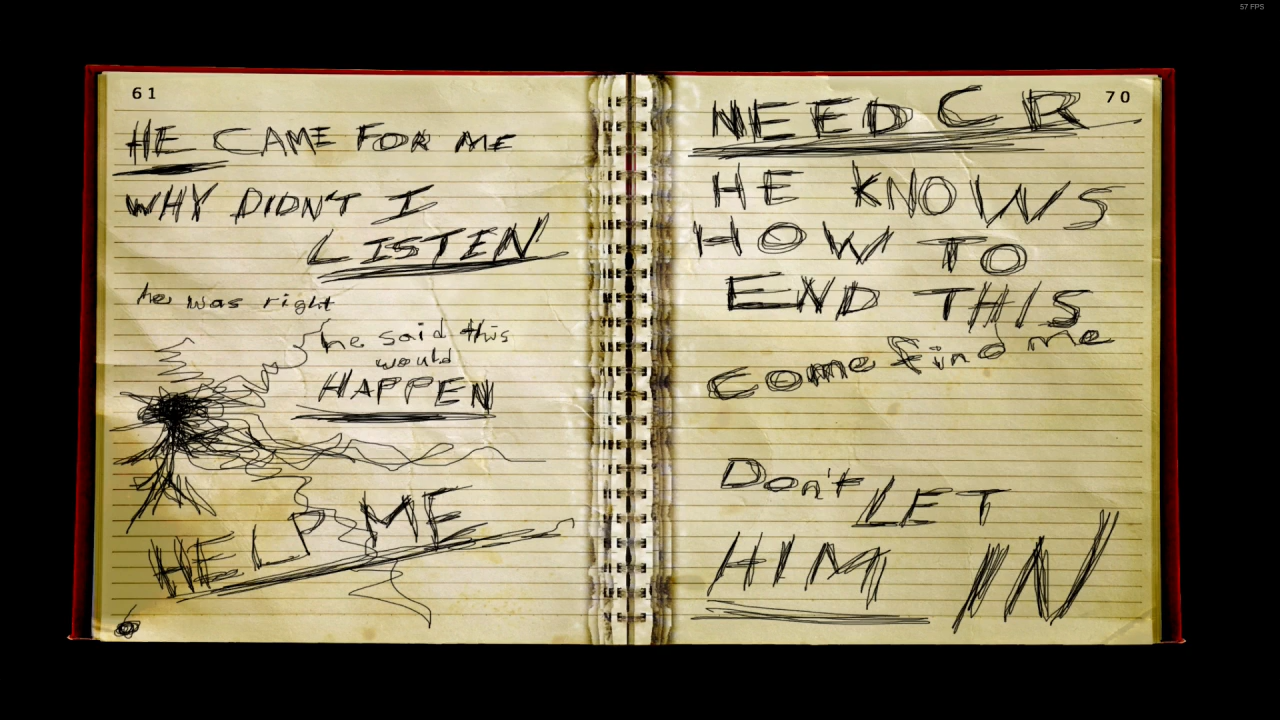 57 FPS
61
HE CAME FOR ME
WHY DIDN'T I
LISTEN
he was right
he said this
would
HAPPEN
HELP ME
70
NEED CR
HE KNOWS
HOW TO
END THIS
come find me
Don't LET
HIM IN